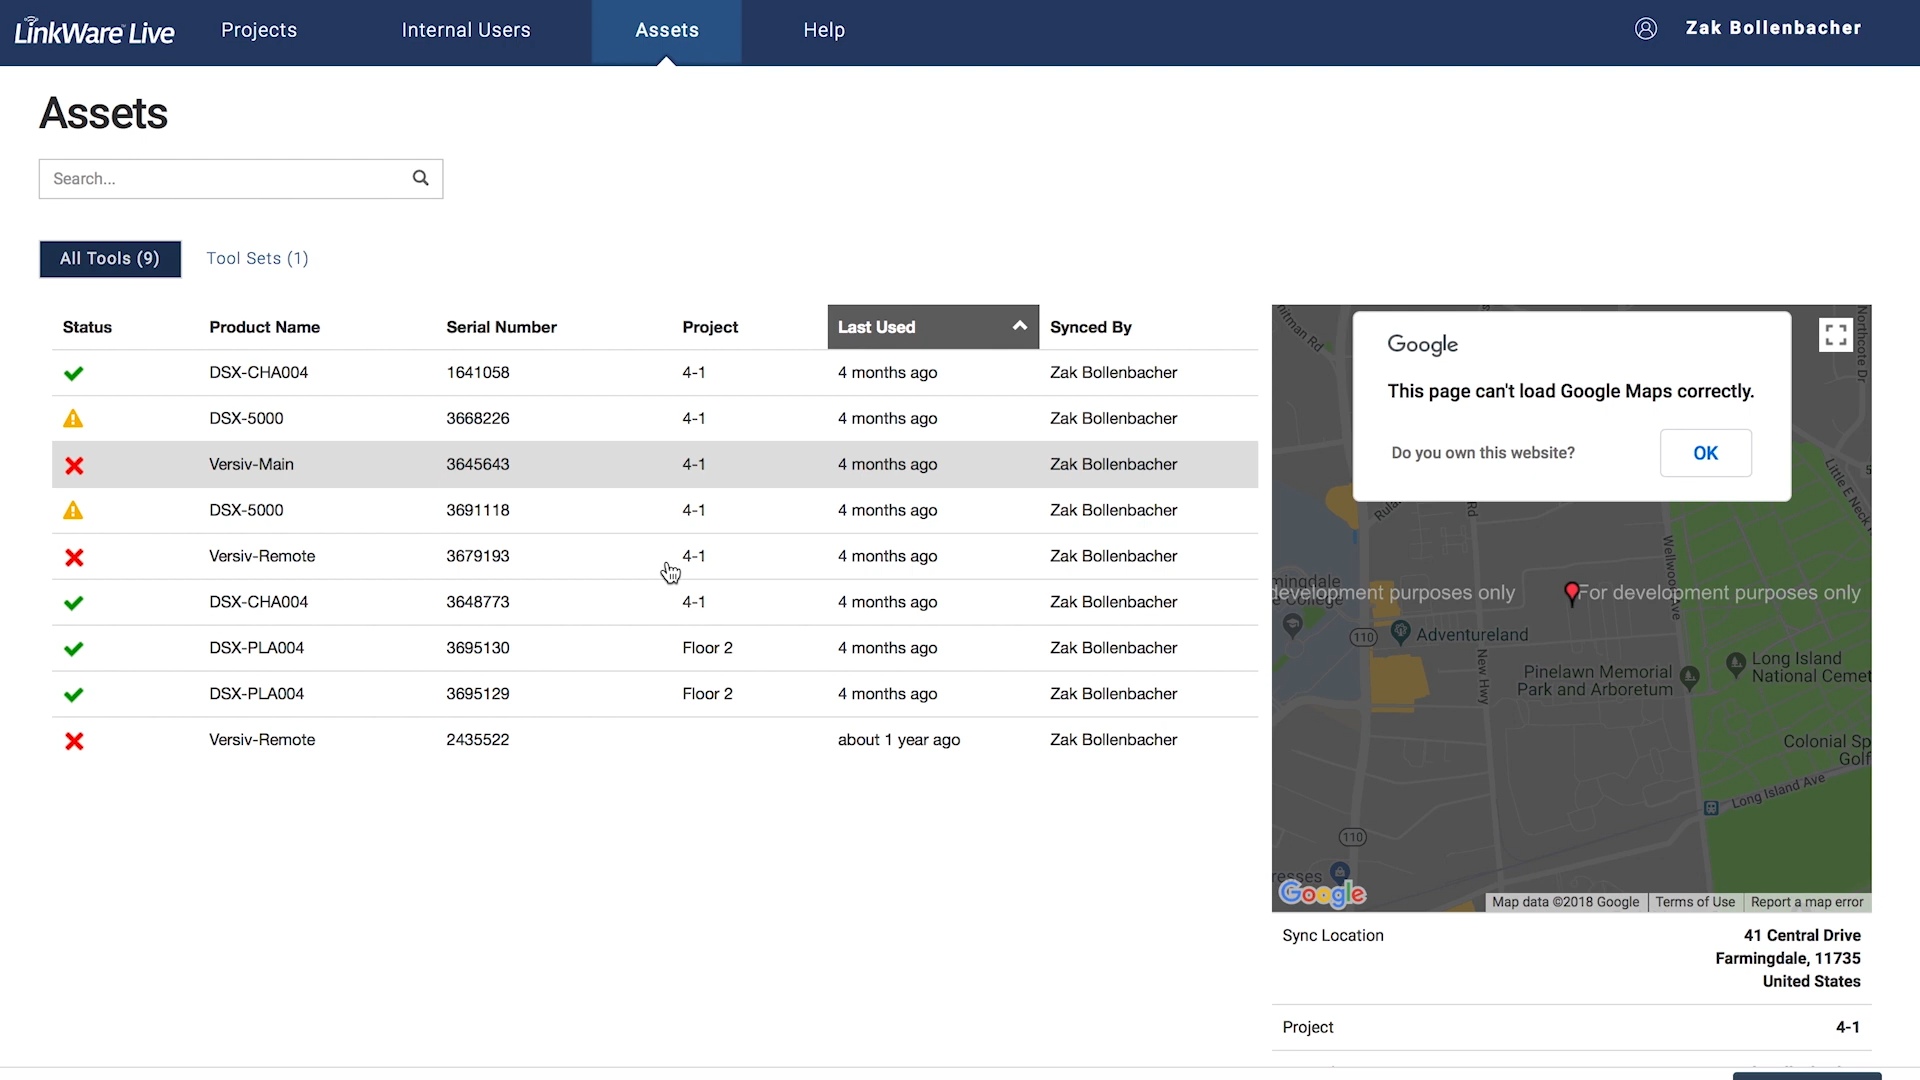 LinkWare Live Projects Internal Users Assets Help Zak Bollenbacher
Assets
Search...
All Tools (9) Tool Sets (1)
Status Product Name Serial Number Project Last Used Synced By
DSX-CHA004 1641058 4-1 4 months ago Zak Bollenbacher
DSX-5000 3668226 4-1 4 months ago Zak Bollenbacher
Versiv-Main 3645643 4-1 4 months ago Zak Bollenbacher
DSX-5000 3691118 4-1 4 months ago Zak Bollenbacher
Versiv-Remote 3679193 4-1 4 months ago Zak Bollenbacher
DSX-CHA004 3648773 4-1 4 months ago Zak Bollenbacher
DSX-PLA004 3695130 Floor 2 4 months ago Zak Bollenbacher
DSX-PLA004 3695129 Floor 2 4 months ago Zak Bollenbacher
Versiv-Remote 2435522 about 1 year ago Zak Bollenbacher
Google
This page can't load Google Maps correctly.
Do you own this website? OK
Northcote Dr
Little E Neck
Rd
Wellwood Ave
development purposes only
For development purposes only
110 Adventureland
New Hwy
Pinelawn Memorial
Park and Arboretum
Long Island
National Cemet
Colonial Sp
Golf
Long Island Ave
110
Google
Map data ©2018 Google Terms of Use Report a map error
Sync Location 41 Central Drive
Farmingdale, 11735
United States
Project 4-1